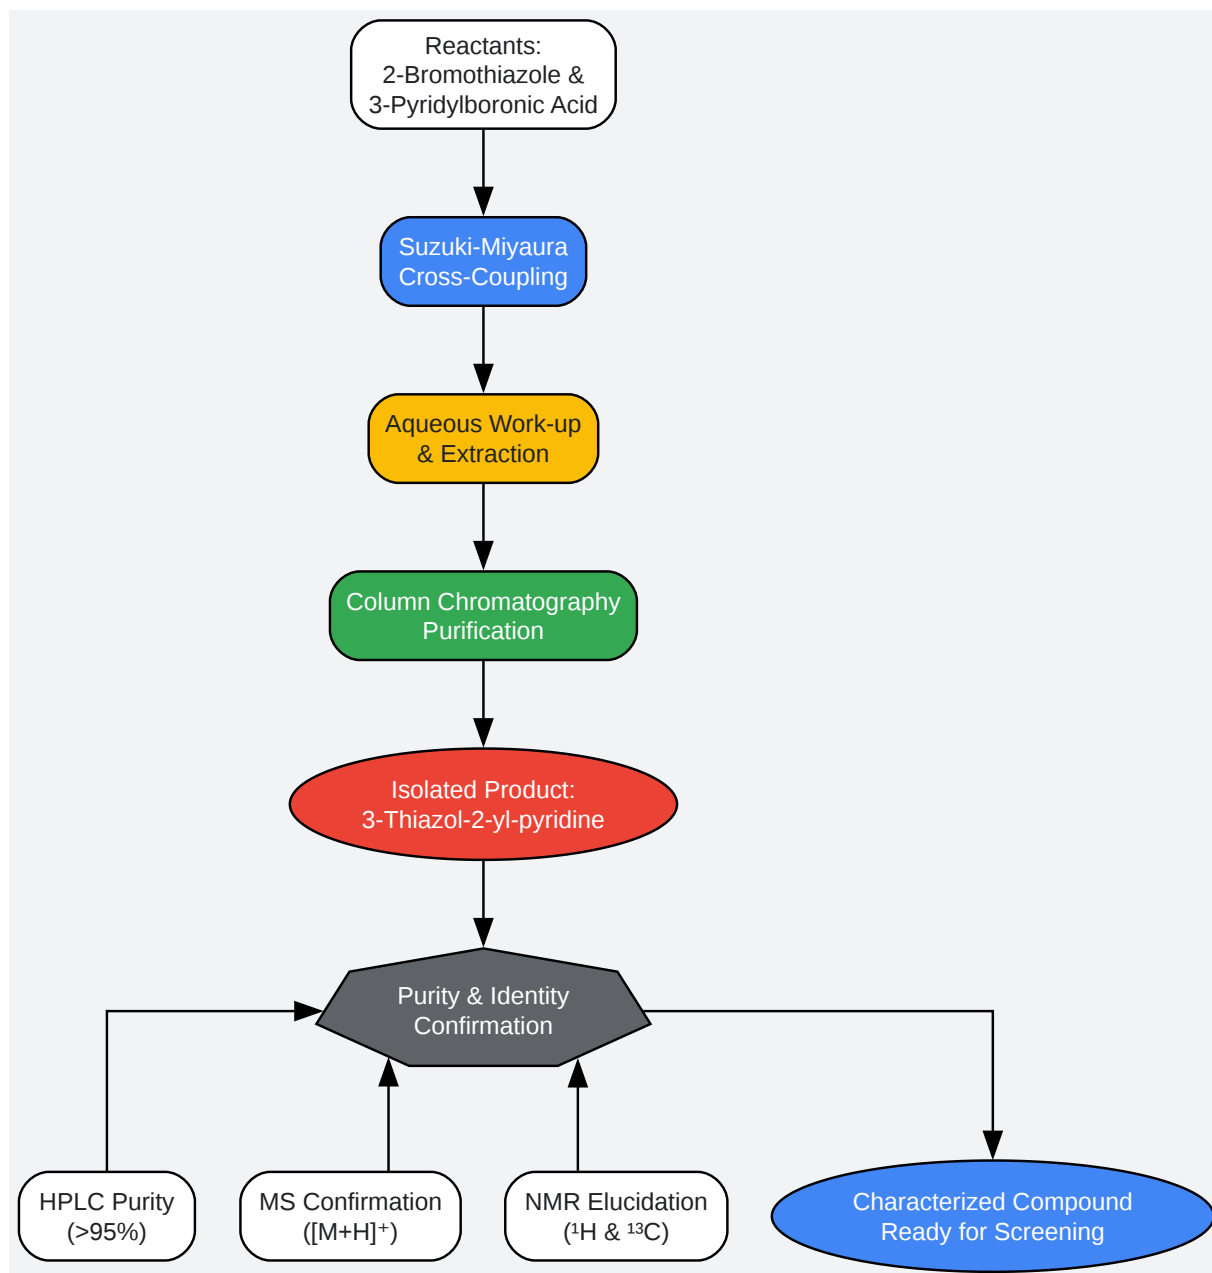 Reactants:
2-Bromothiazole &
3-Pyridylboronic Acid
Suzuki-Miyaura
Cross-Coupling
Aqueous Work-up
& Extraction
Column Chromatography
Purification
Isolated Product:
3-Thiazol-2-yl-pyridine
Purity & Identity
Confirmation
HPLC Purity
(>95%)
MS Confirmation
([M+H]⁺)
NMR Elucidation
(¹H & ¹³C)
Characterized Compound
Ready for Screening